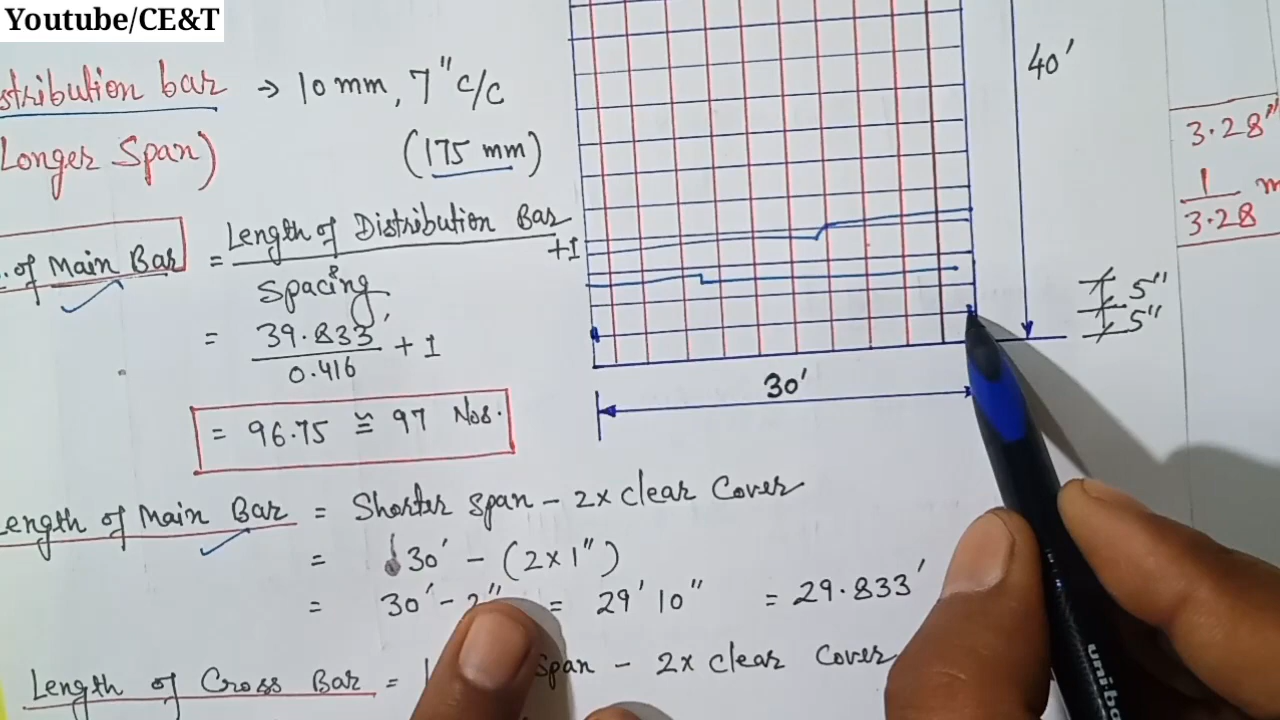 Youtube/CE&T
stribution bar → 10 mm, 7" c/c
Longer Span)
(175 mm)
. of Main Bar = Length of Distribution Bar
Spacing
+1
= 39.833'
0.416
+ 1
= 96.75 ≅ 97 Nos.
40'
5"
5"
30'
3.28"
1
3.28
m
ength of Main Bar = Shorter Span - 2x clear Cover
= 30' - (2x1")
= 30' - 2" = 29' 10" = 29.833'
Length of Cross Bar = span - 2x clear Cover
uni-ba